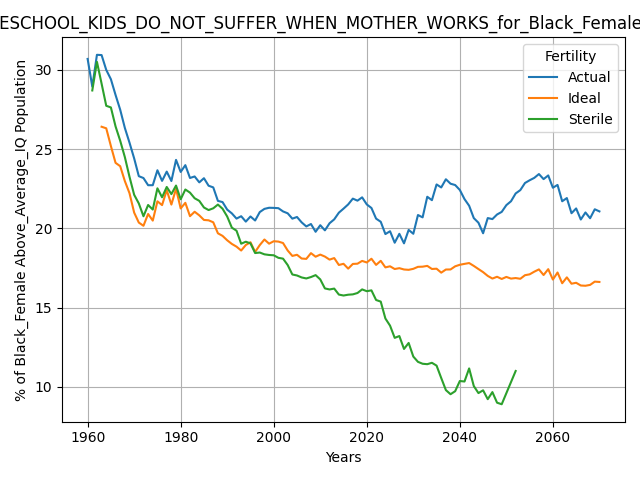 ESCHOOL_KIDS_DO_NOT_SUFFER_WHEN_MOTHER_WORKS_for_Black_Female
Fertility
Actual
Ideal
Sterile
% of Black_Female Above_Average_IQ Population
30
25
20
15
10
1960
1980
2000
2020
2040
2060
Years